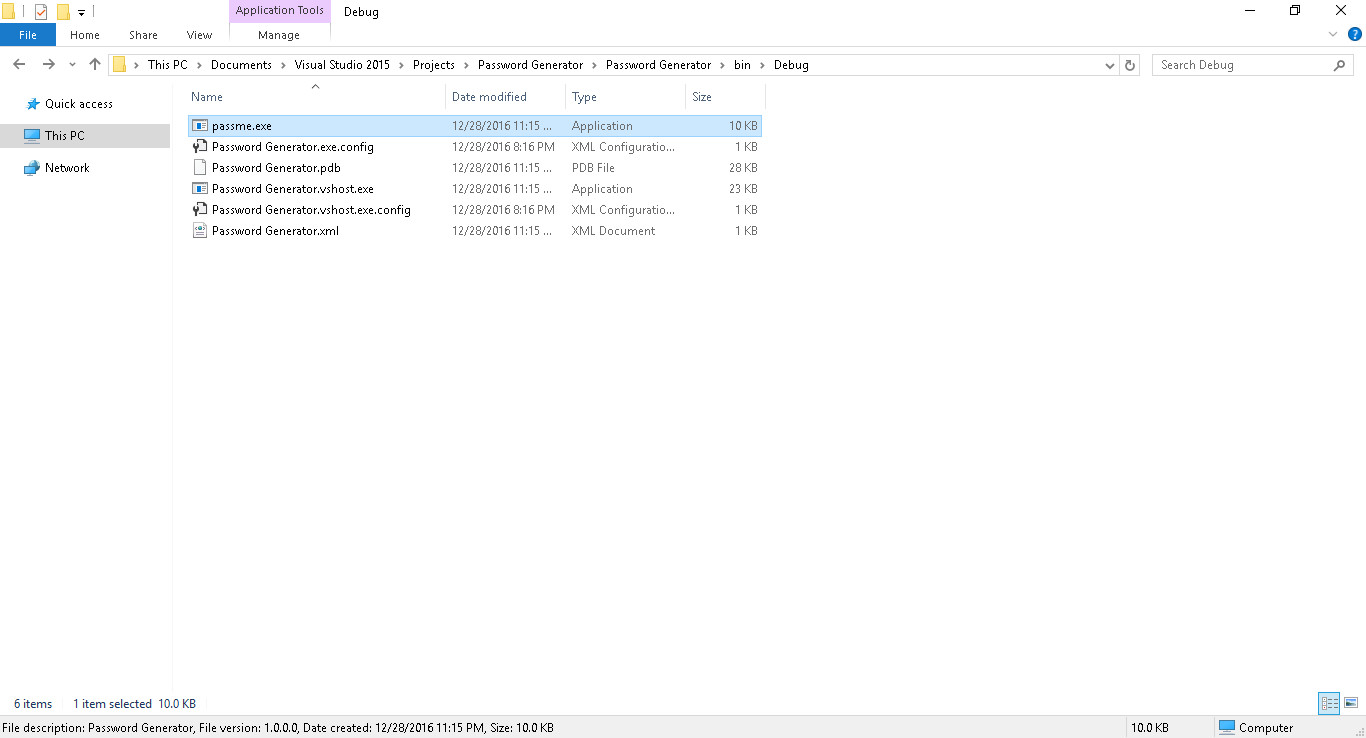 Application Tools Debug
File Home Share View Manage
This PC Documents Visual Studio 2015 Projects Password Generator Password Generator bin Debug Search Debug
Quick access
This PC
Network
Name Date modified Type Size
passme.exe 12/28/2016 11:15 ... Application 10 KB
Password Generator.exe.config 12/28/2016 8:16 PM XML Configuratio... 1 KB
Password Generator.pdb 12/28/2016 11:15 ... PDB File 28 KB
Password Generator.vshost.exe 12/28/2016 11:15 ... Application 23 KB
Password Generator.vshost.exe.config 12/28/2016 8:16 PM XML Configuratio... 1 KB
Password Generator.xml 12/28/2016 11:15 ... XML Document 1 KB
6 items 1 item selected 10.0 KB
File description: Password Generator, File version: 1.0.0.0, Date created: 12/28/2016 11:15 PM, Size: 10.0 KB 10.0 KB Computer